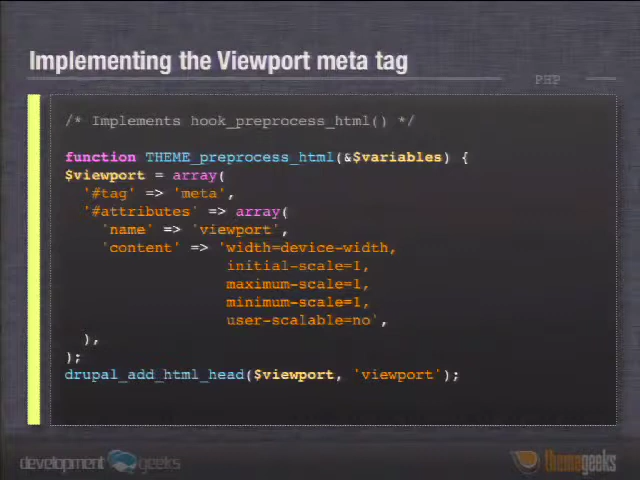 Implementing the Viewport meta tag
PHP
/* Implements hook_preprocess_html() */
function THEME_preprocess_html(&$variables) {
$viewport = array(
'#tag' => 'meta',
'#attributes' => array(
'name' => 'viewport',
'content' => 'width=device-width,
initial-scale=1,
maximum-scale=1,
minimum-scale=1,
user-scalable=no',
),
);
drupal_add_html_head($viewport, 'viewport');
development geeks
themegeeks